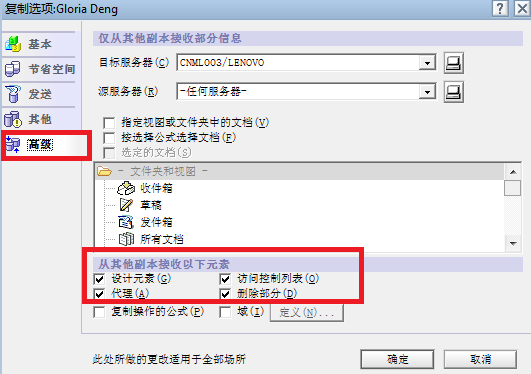 复制选项:Gloria Deng
基本
节省空间
发送
其他
高级
仅从其他副本接收部分信息
目标服务器(C) CNML003/LENOVO
源服务器(R) -任何服务器-
指定视图或文件夹中的文档(V)
按选择公式选择文档(F)
选定的文档(S)
- 文件夹和视图 -
收件箱
草稿
发件箱
所有文档
从其他副本接收以下元素
设计元素(G) 访问控制列表(O)
代理(A) 删除部分(D)
复制操作的公式(P) 域(I) 定义(N)...
此处所做的更改适用于全部场所 确定 取消